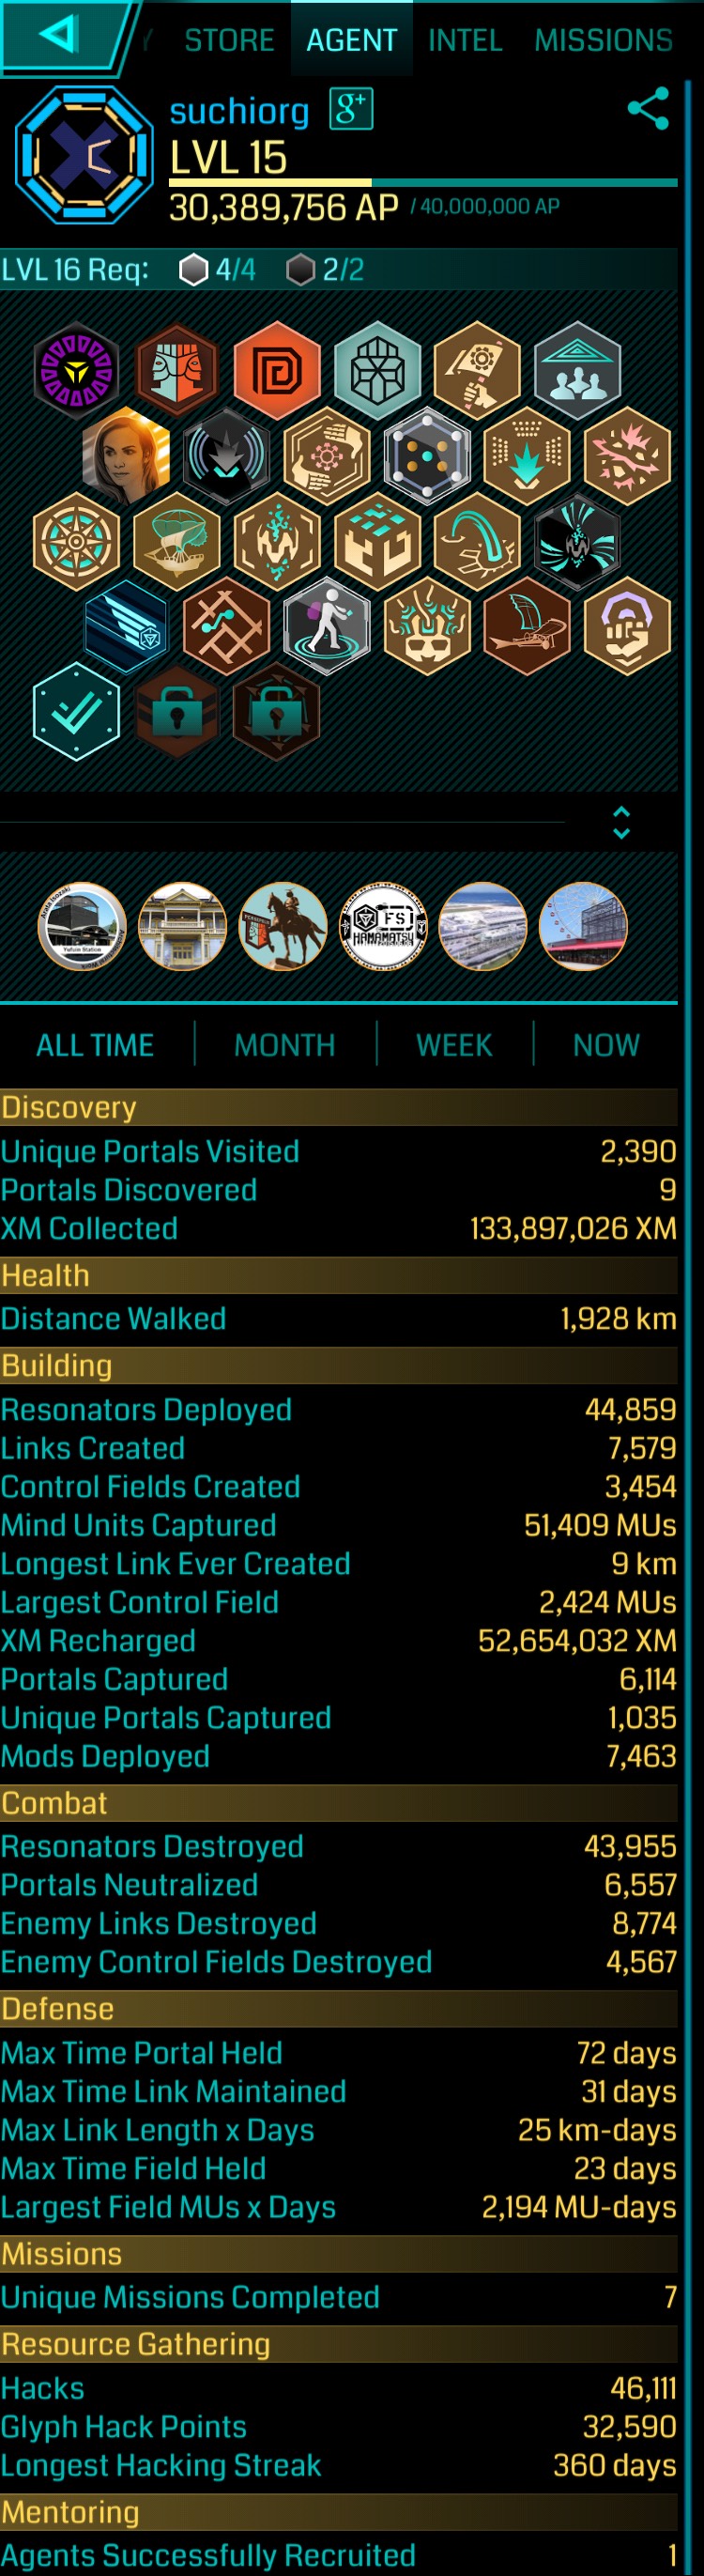 Y STORE AGENT INTEL MISSIONS
suchiorg g+
LVL 15
30,389,756 AP / 40,000,000 AP
LVL 16 Req: 4/4 2/2
Arata Isozaki
Yufuin Station
PERSEPOLIS
FS
HAMAMATSU
ALL TIME MONTH WEEK NOW
Discovery
Unique Portals Visited 2,390
Portals Discovered 9
XM Collected 133,897,026 XM
Health
Distance Walked 1,928 km
Building
Resonators Deployed 44,859
Links Created 7,579
Control Fields Created 3,454
Mind Units Captured 51,409 MUs
Longest Link Ever Created 9 km
Largest Control Field 2,424 MUs
XM Recharged 52,654,032 XM
Portals Captured 6,114
Unique Portals Captured 1,035
Mods Deployed 7,463
Combat
Resonators Destroyed 43,955
Portals Neutralized 6,557
Enemy Links Destroyed 8,774
Enemy Control Fields Destroyed 4,567
Defense
Max Time Portal Held 72 days
Max Time Link Maintained 31 days
Max Link Length x Days 25 km-days
Max Time Field Held 23 days
Largest Field MUs x Days 2,194 MU-days
Missions
Unique Missions Completed 7
Resource Gathering
Hacks 46,111
Glyph Hack Points 32,590
Longest Hacking Streak 360 days
Mentoring
Agents Successfully Recruited 1